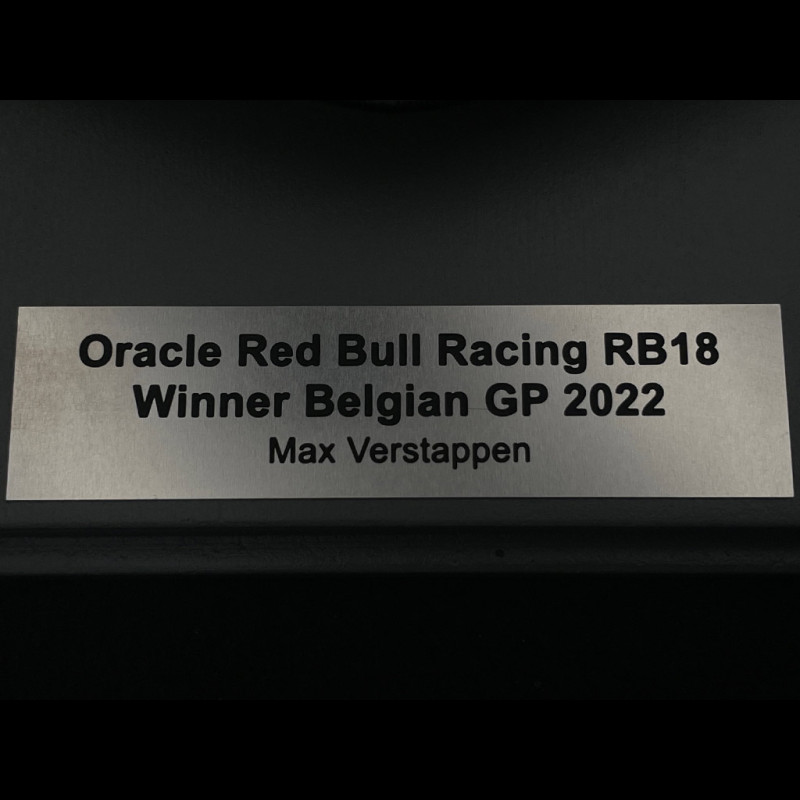 Oracle Red Bull Racing RB18
Winner Belgian GP 2022
Max Verstappen